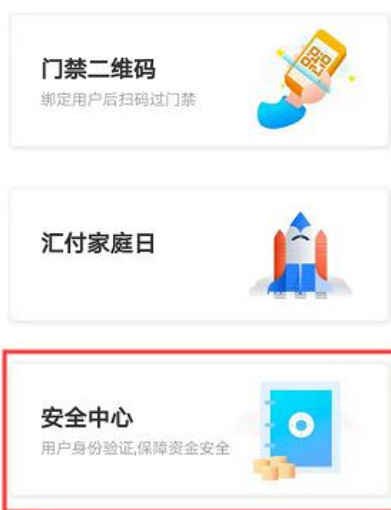 门禁二维码
绑定用户后扫码过门禁
汇付家庭日
安全中心
用户身份验证,保障资金安全